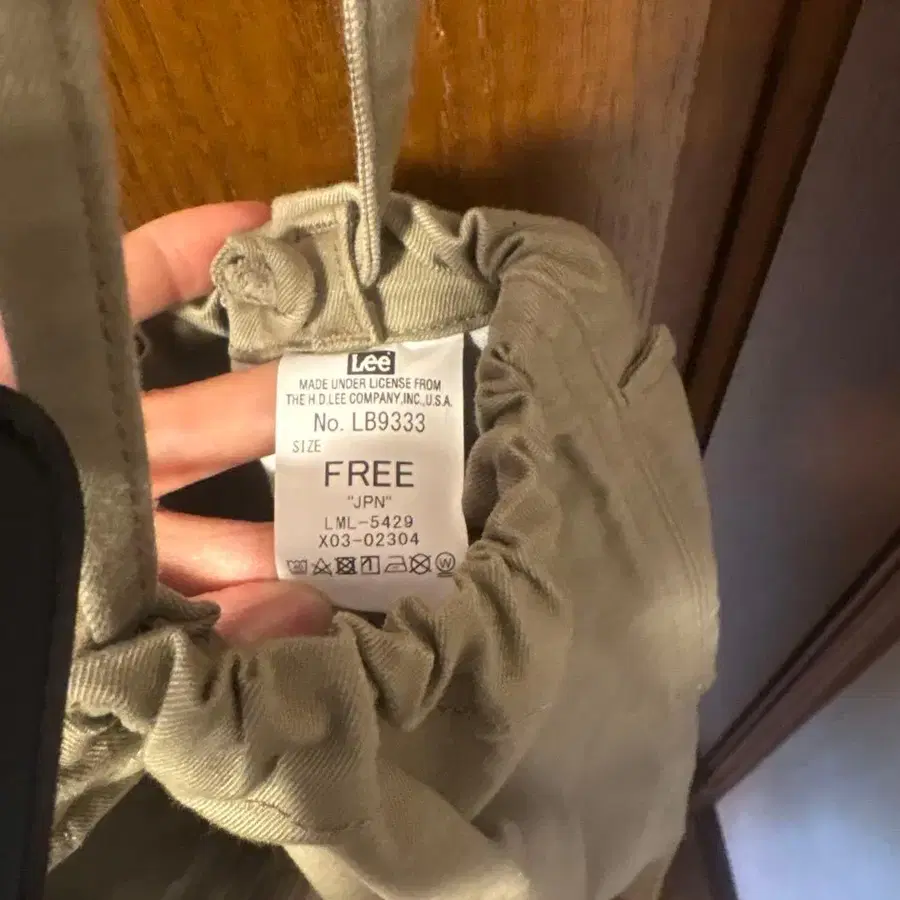 Lee
MADE UNDER LICENSE FROM
THE H.D.LEE COMPANY,INC.,U.S.A.
No. LB9333
SIZE
FREE
"JPN"
LML-5429
X03-02304